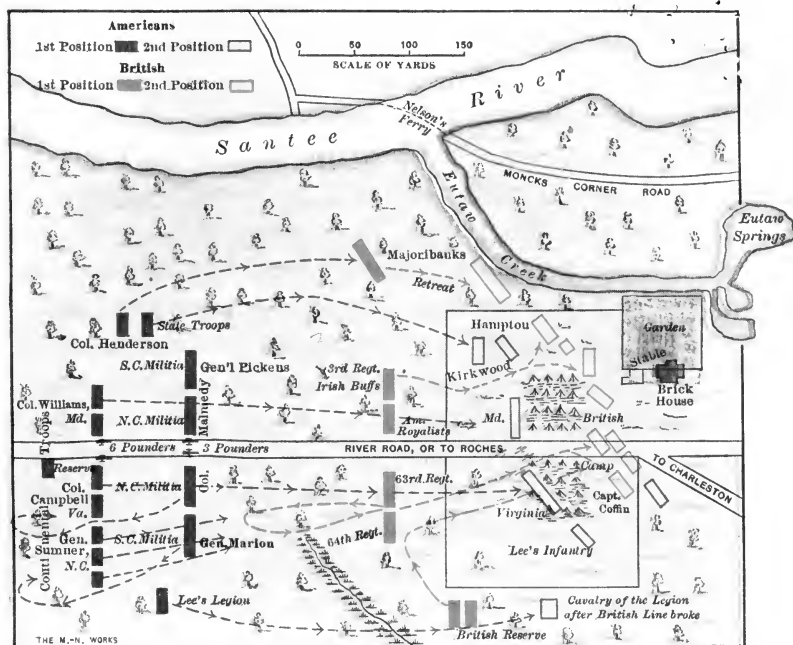 Americans
1st Position 2nd Position
British
1st Position 2nd Position
0 50 100 150
SCALE OF YARDS
Santee River
Nelson's
Ferry
Eutaw Creek
MONCKS CORNER ROAD
Eutaw
Springs
Majoribanks
Retreat
State Troops
Col. Henderson
Hampton
Kirkwood
Garden
Stable
Brick
House
S.C. Militia
Gen'l Pickens
3rd Regt.
Irish Buffs
Col. Williams,
Md.
N.C. Militia
Col. Malmedy
Am.
Royalists
Md.
British
Camp
6 Pounders
3 Pounders
RIVER ROAD, OR TO ROCHES
TO CHARLESTON
Continental Troops
Reserve
Col.
Campbell
Va.
N.C. Militia
63rd. Regt.
Capt.
Coffin
Virginia
Gen.
Sumner,
N.C.
S.C. Militia
Gen. Marion
64th Regt.
Lee's Infantry
Lee's Legion
British Reserve
Cavalry of the Legion
after British Line broke
THE M.-N. WORKS